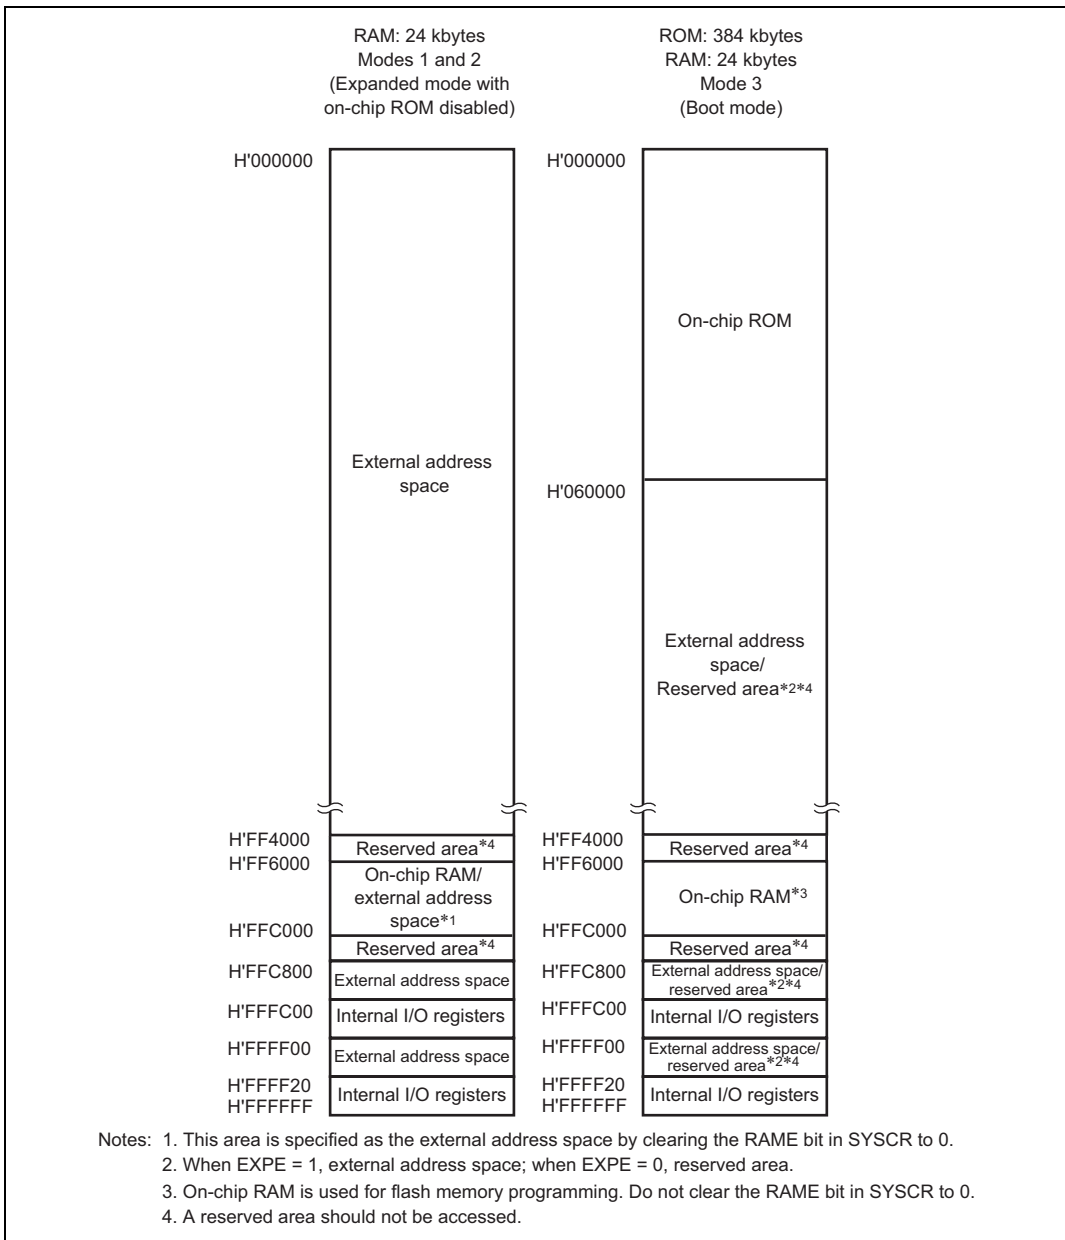 RAM: 24 kbytes
Modes 1 and 2
(Expanded mode with
on-chip ROM disabled)
H'000000
External address
space
H'FF4000
Reserved area*4
H'FF6000
On-chip RAM/
external address
space*1
H'FFC000
Reserved area*4
H'FFC800
External address space
H'FFFC00
Internal I/O registers
H'FFFF00
External address space
H'FFFF20
Internal I/O registers
H'FFFFFF
ROM: 384 kbytes
RAM: 24 kbytes
Mode 3
(Boot mode)
H'000000
On-chip ROM
H'060000
External address
space/
Reserved area*2*4
H'FF4000
Reserved area*4
H'FF6000
On-chip RAM*3
H'FFC000
Reserved area*4
H'FFC800
External address space/
reserved area*2*4
H'FFFC00
Internal I/O registers
H'FFFF00
External address space/
reserved area*2*4
H'FFFF20
Internal I/O registers
H'FFFFFF
Notes: 1. This area is specified as the external address space by clearing the RAME bit in SYSCR to 0.
2. When EXPE = 1, external address space; when EXPE = 0, reserved area.
3. On-chip RAM is used for flash memory programming. Do not clear the RAME bit in SYSCR to 0.
4. A reserved area should not be accessed.